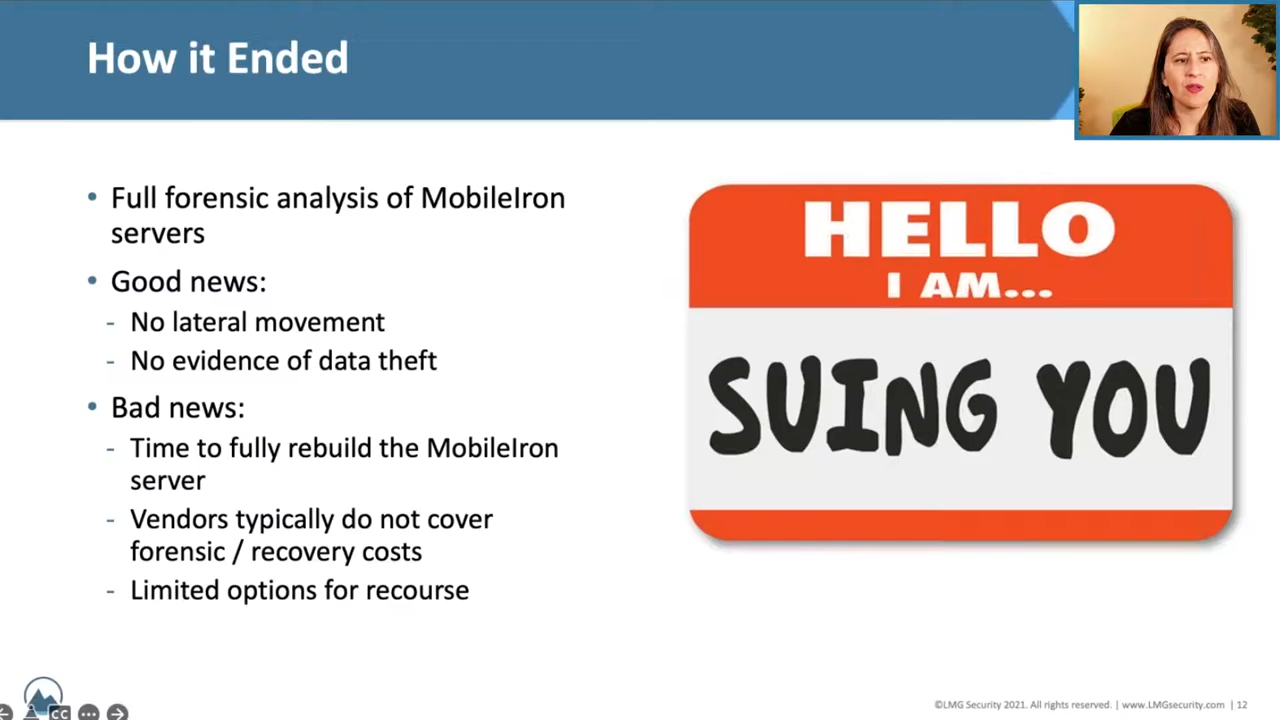 How it Ended
• Full forensic analysis of MobileIron
servers
• Good news:
- No lateral movement
- No evidence of data theft
• Bad news:
- Time to fully rebuild the MobileIron
server
- Vendors typically do not cover
forensic / recovery costs
- Limited options for recourse
HELLO
I AM...
SUING YOU
CC
©LMG Security 2021. All rights reserved. | www.LMGsecurity.com | 12